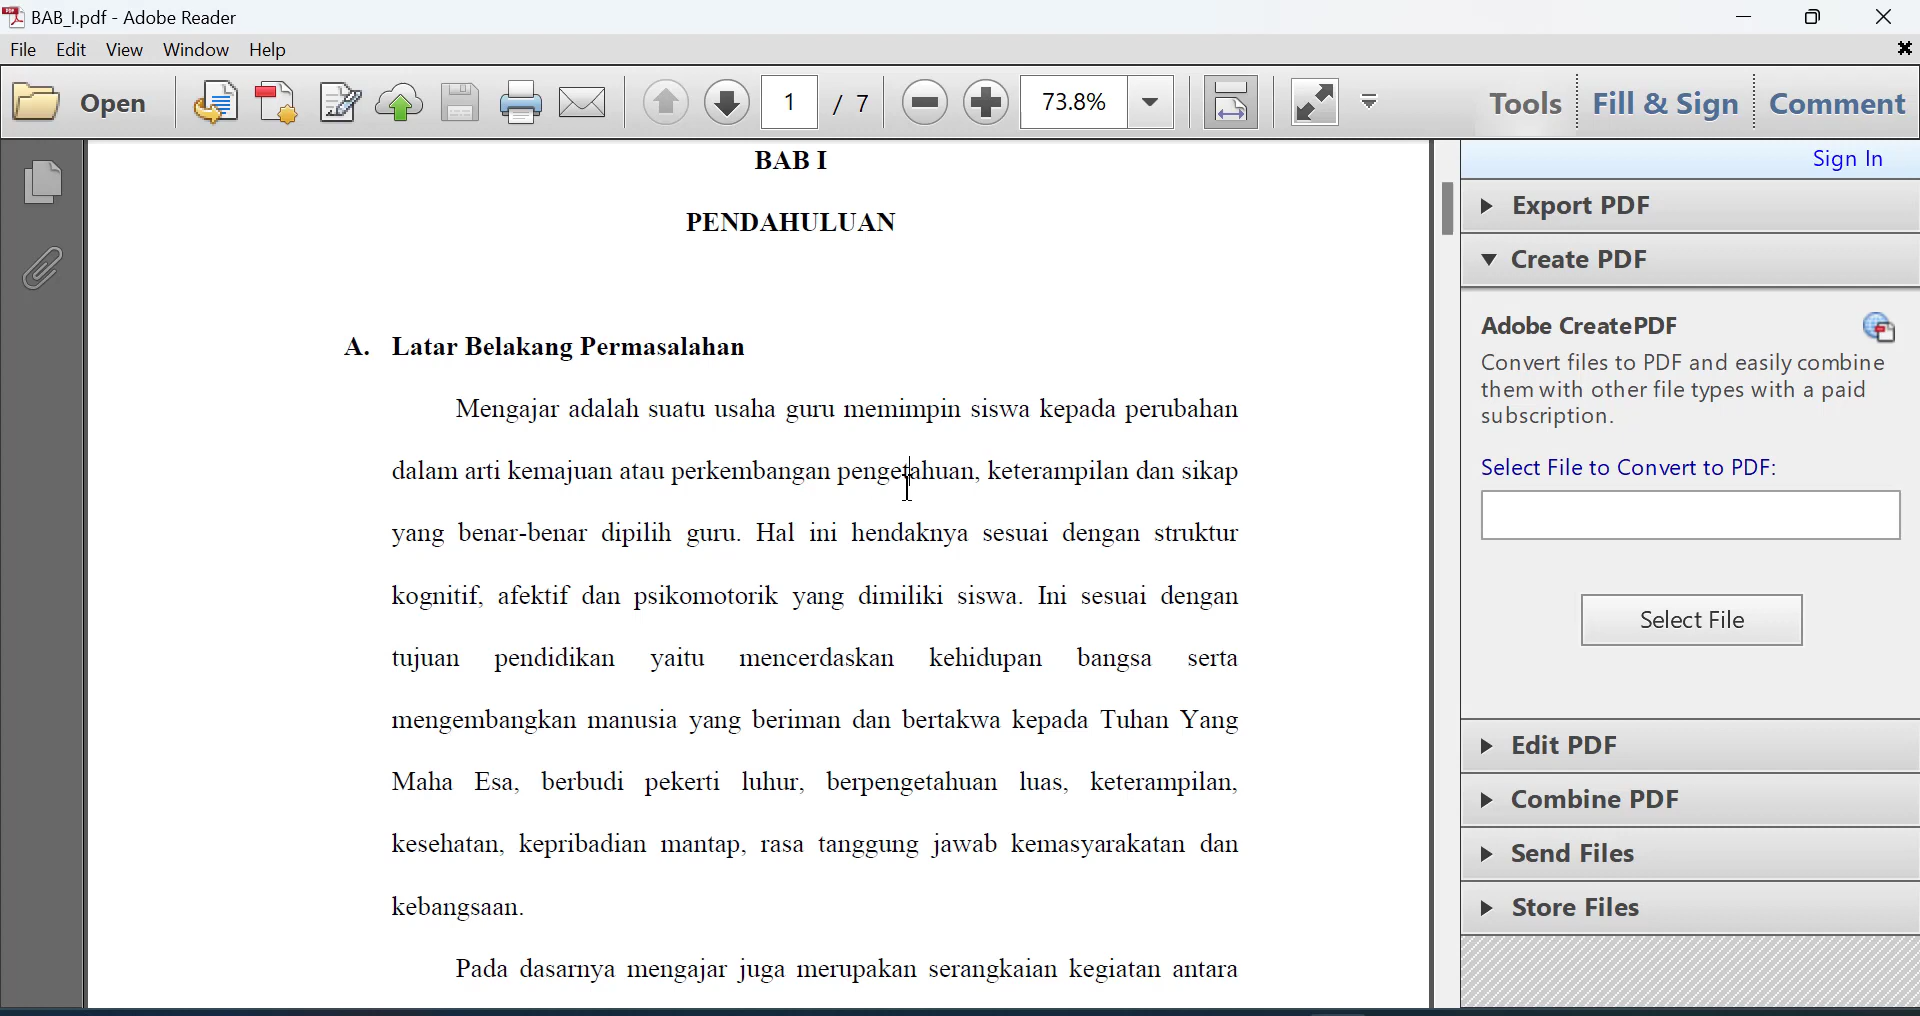 BAB_I.pdf - Adobe Reader
File Edit View Window Help
Open 1 / 7 73.8% Tools Fill & Sign Comment
BAB I
PENDAHULUAN
A. Latar Belakang Permasalahan
Mengajar adalah suatu usaha guru memimpin siswa kepada perubahan
dalam arti kemajuan atau perkembangan pengetahuan, keterampilan dan sikap
yang benar-benar dipilih guru. Hal ini hendaknya sesuai dengan struktur
kognitif, afektif dan psikomotorik yang dimiliki siswa. Ini sesuai dengan
tujuan pendidikan yaitu mencerdaskan kehidupan bangsa serta
mengembangkan manusia yang beriman dan bertakwa kepada Tuhan Yang
Maha Esa, berbudi pekerti luhur, berpengetahuan luas, keterampilan,
kesehatan, kepribadian mantap, rasa tanggung jawab kemasyarakatan dan
kebangsaan.
Pada dasarnya mengajar juga merupakan serangkaian kegiatan antara
Sign In
Export PDF
Create PDF
Adobe CreatePDF
Convert files to PDF and easily combine
them with other file types with a paid
subscription.
Select File to Convert to PDF:
Select File
Edit PDF
Combine PDF
Send Files
Store Files